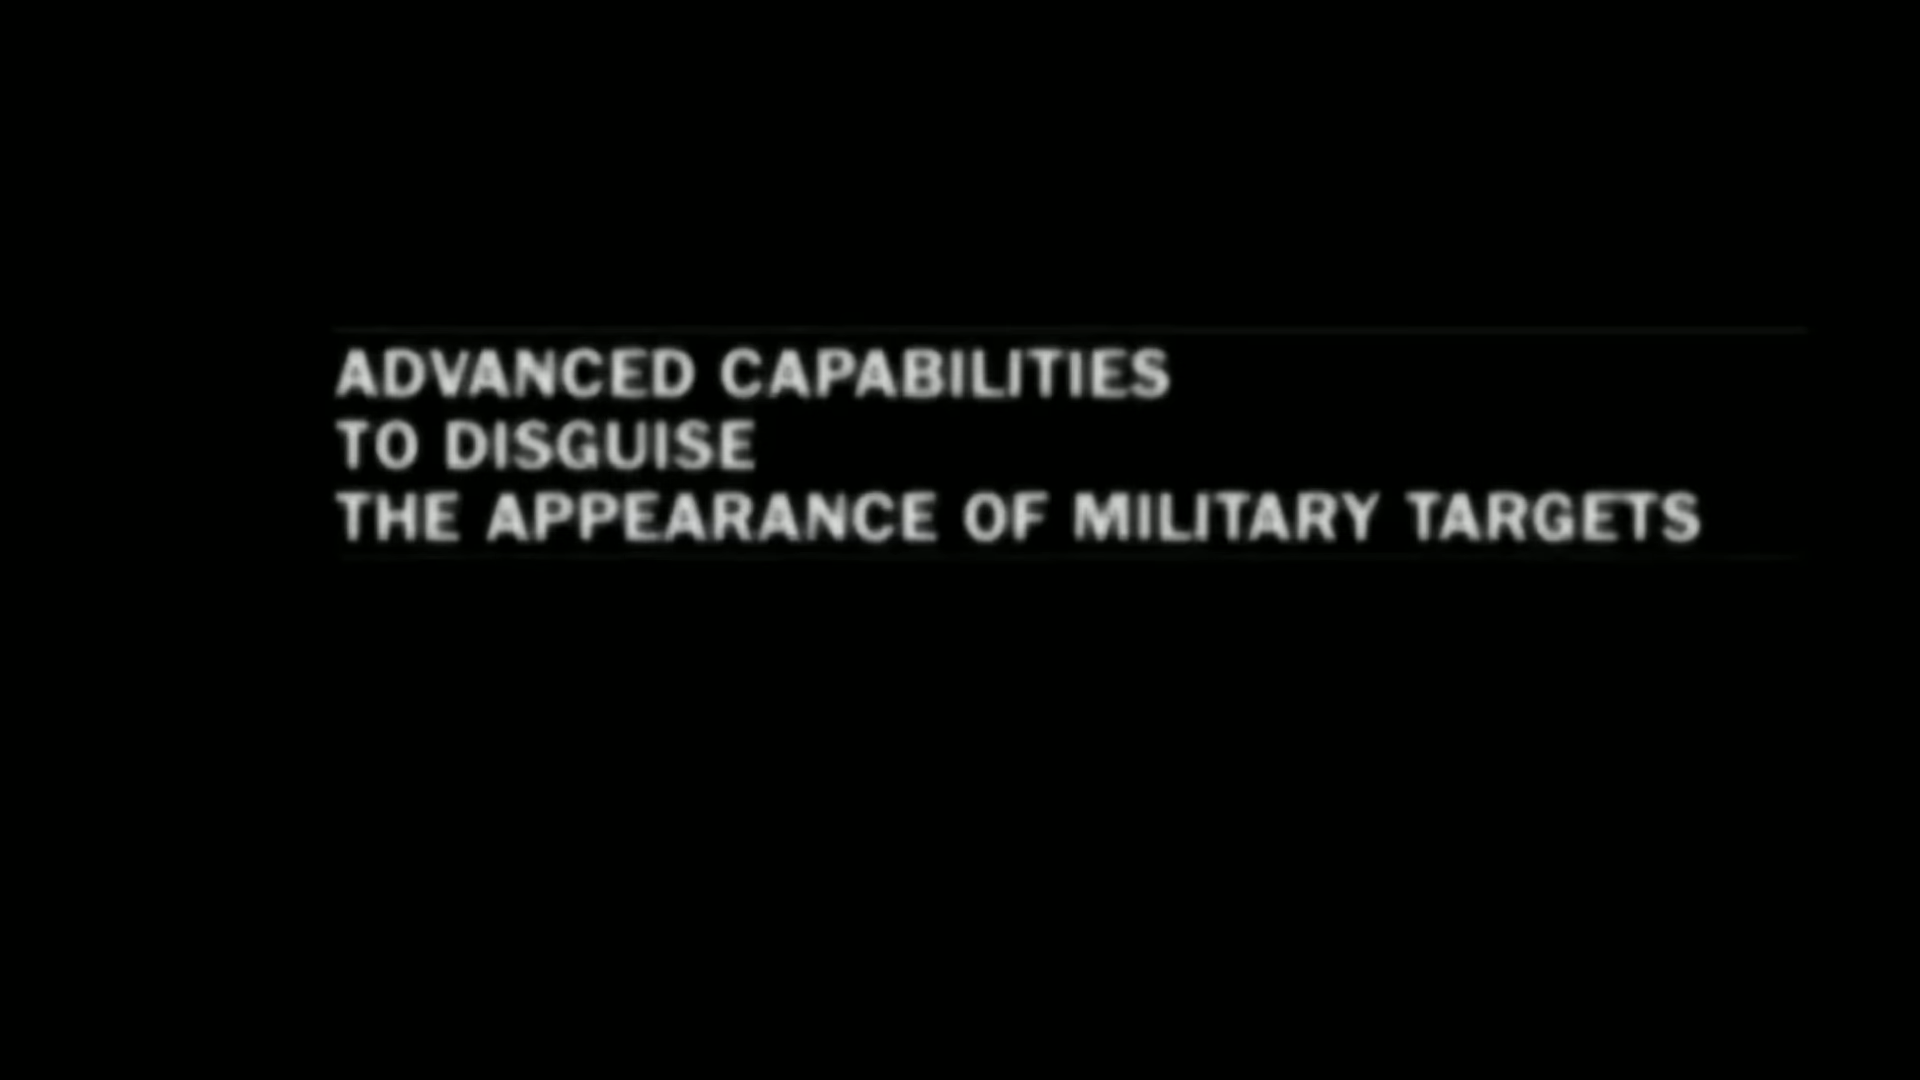 ADVANCED CAPABILITIES
TO DISGUISE
THE APPEARANCE OF MILITARY TARGETS